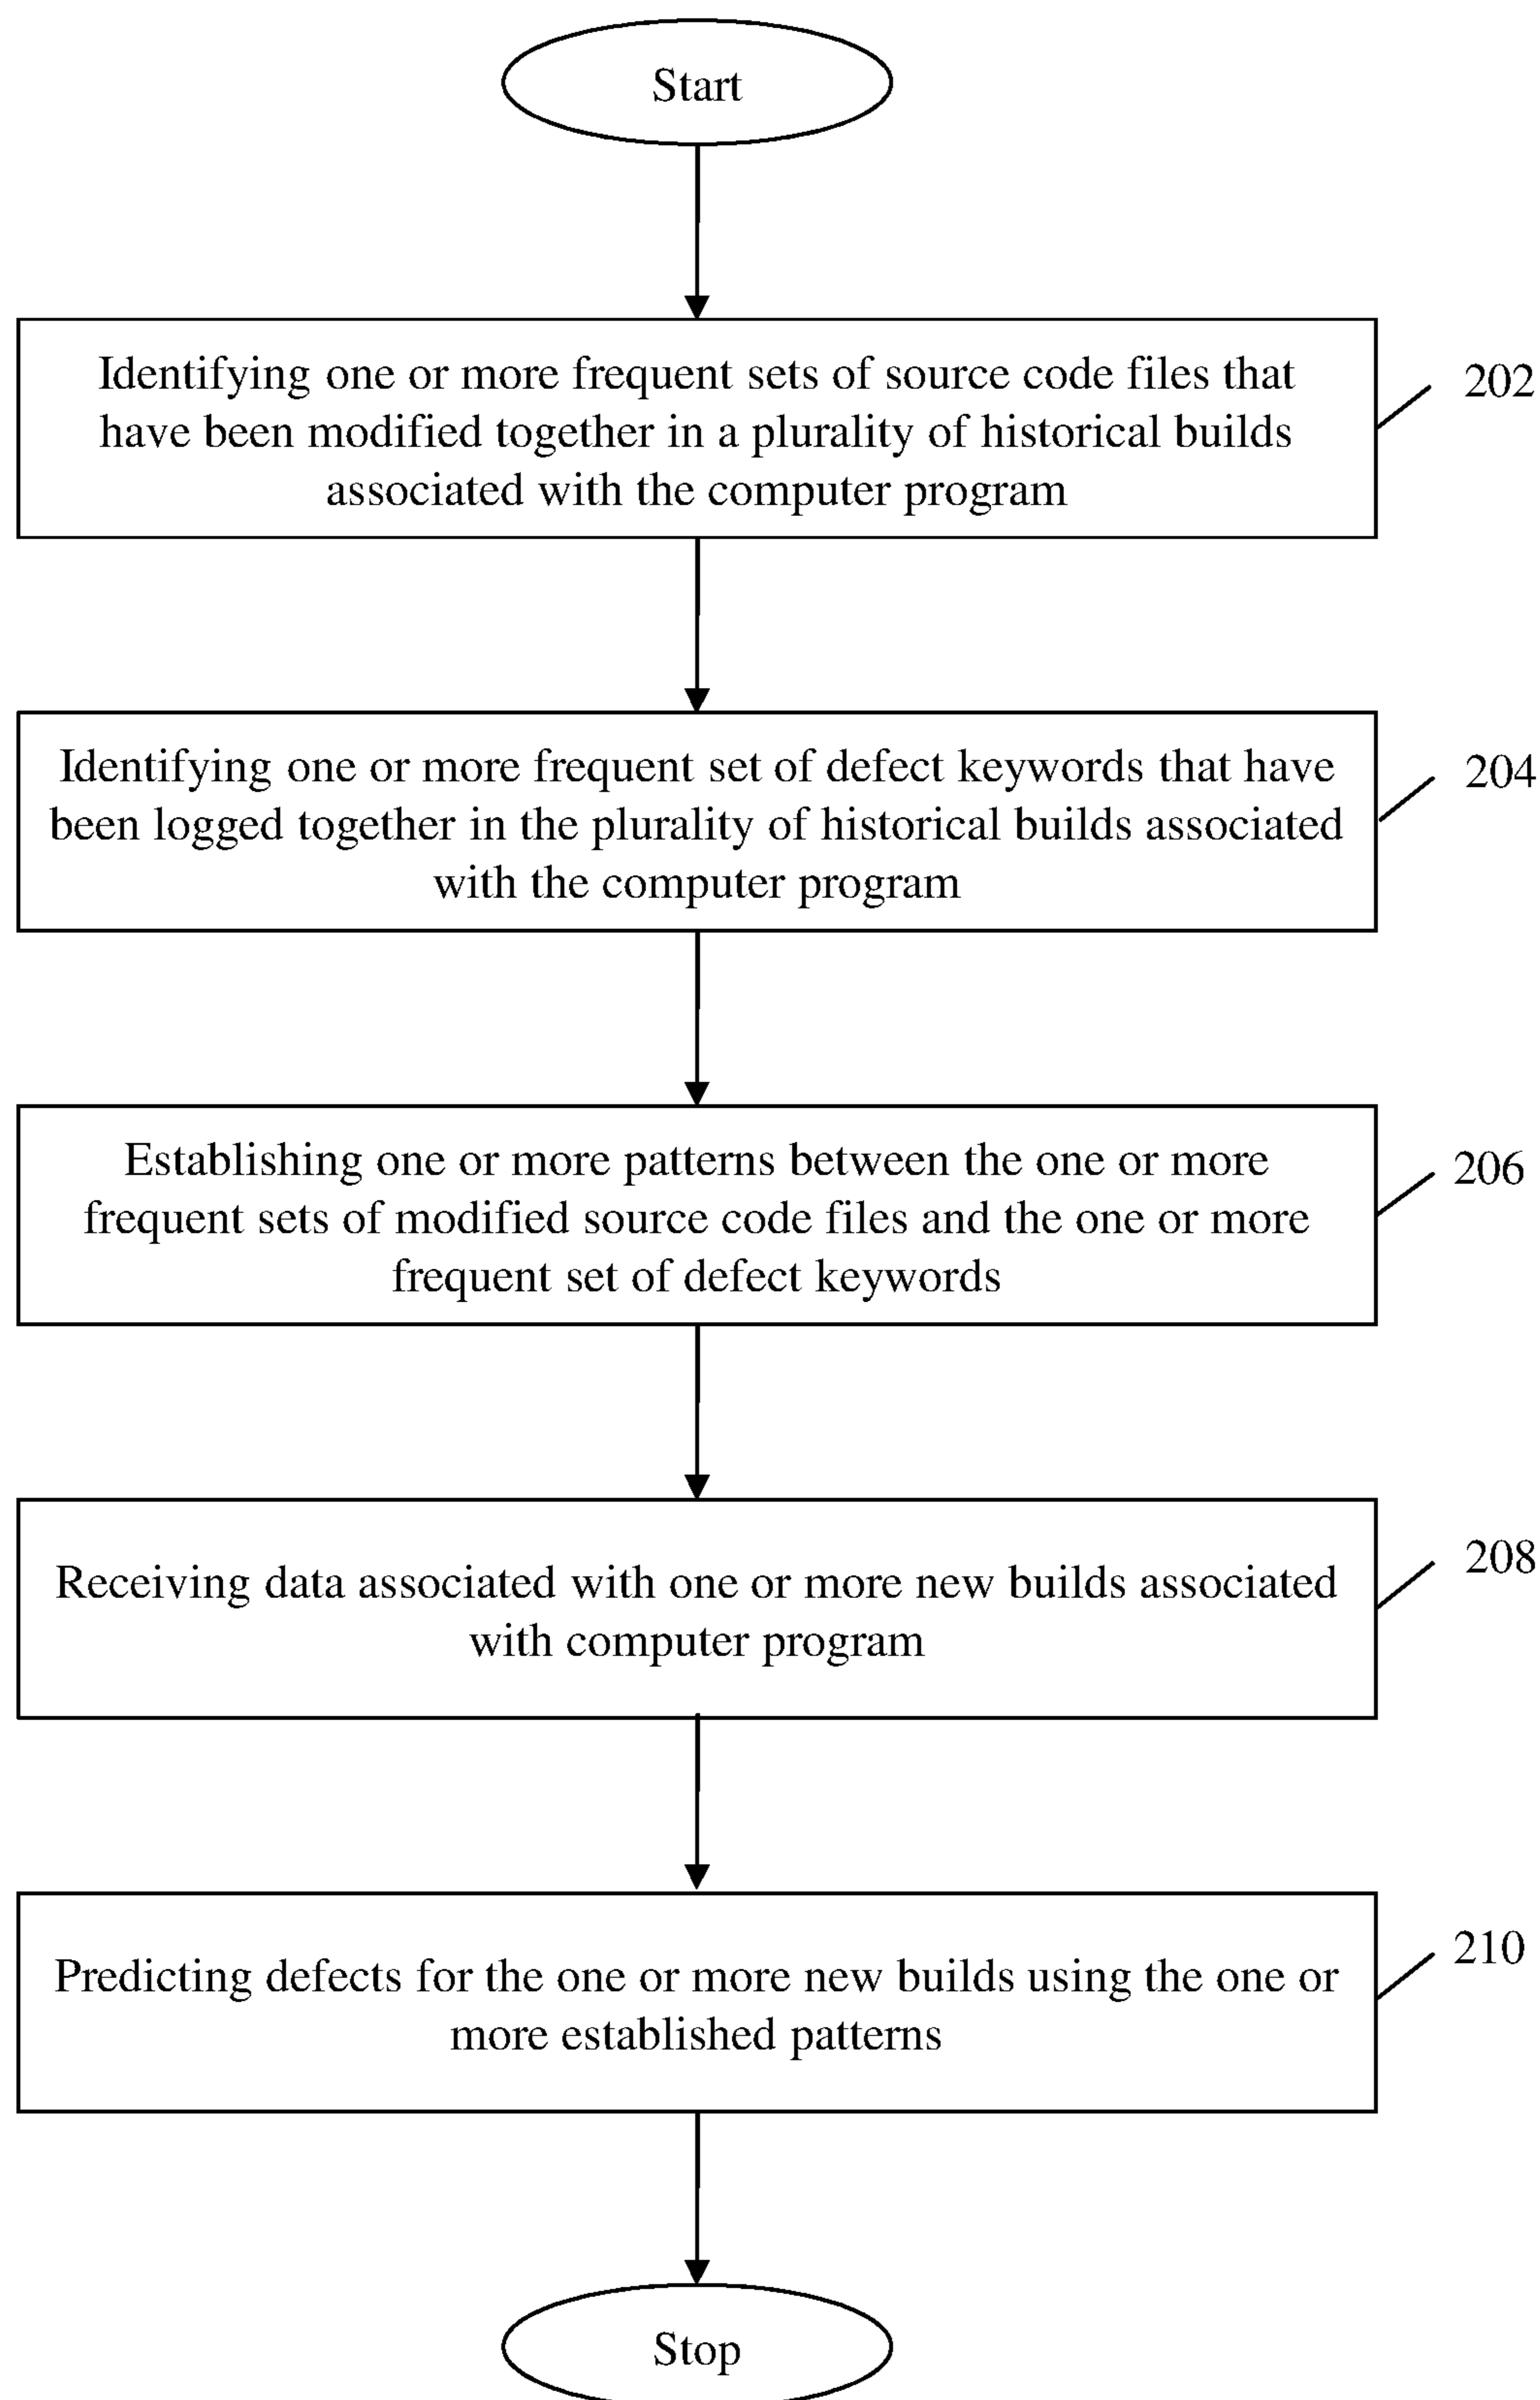 Start
Identifying one or more frequent sets of source code files that
have been modified together in a plurality of historical builds
associated with the computer program
202
Identifying one or more frequent set of defect keywords that have
been logged together in the plurality of historical builds associated
with the computer program
204
Establishing one or more patterns between the one or more
frequent sets of modified source code files and the one or more
frequent set of defect keywords
206
Receiving data associated with one or more new builds associated
with computer program
208
Predicting defects for the one or more new builds using the one or
more established patterns
210
Stop